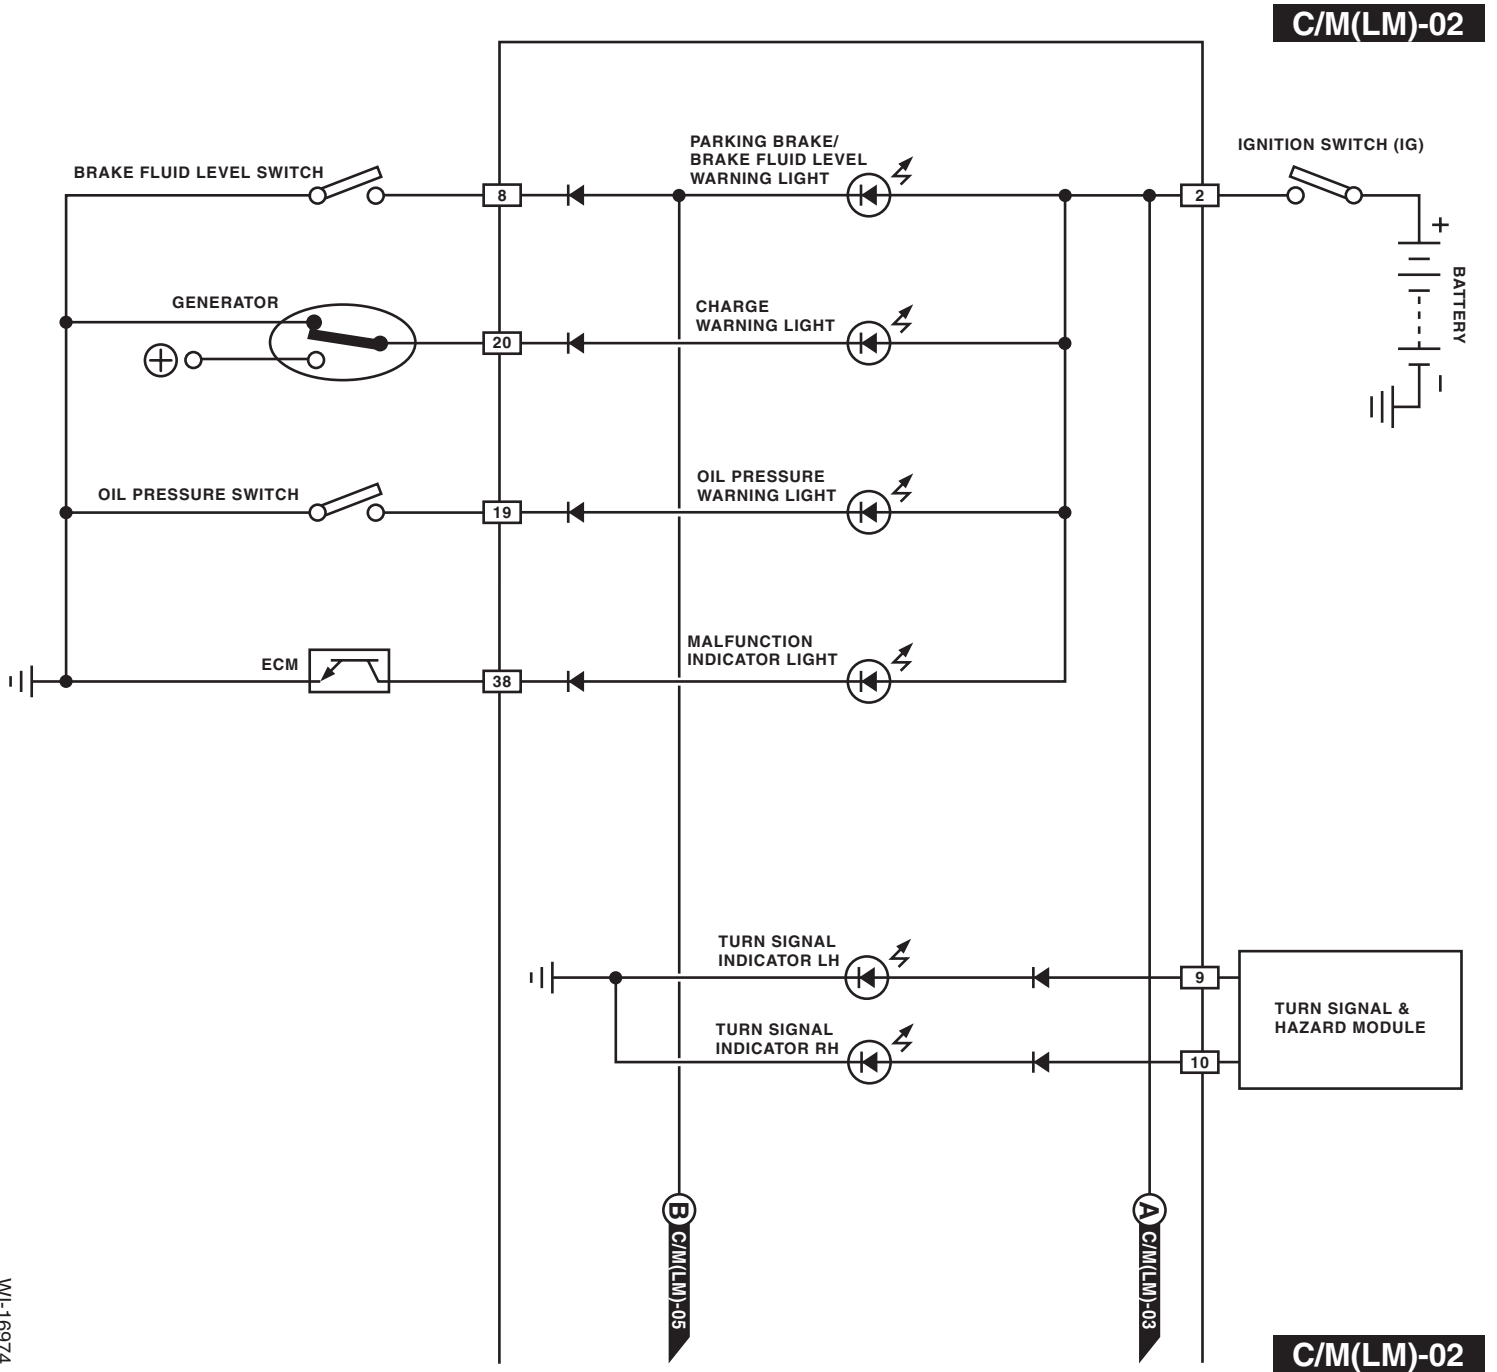 C/M(LM)-02
PARKING BRAKE/
BRAKE FLUID LEVEL
WARNING LIGHT
IGNITION SWITCH (IG)
BRAKE FLUID LEVEL SWITCH
8
2
+
BATTERY
–
GENERATOR
CHARGE
WARNING LIGHT
20
OIL PRESSURE
WARNING LIGHT
OIL PRESSURE SWITCH
19
MALFUNCTION
INDICATOR LIGHT
ECM
38
TURN SIGNAL
INDICATOR LH
9
TURN SIGNAL &
HAZARD MODULE
TURN SIGNAL
INDICATOR RH
10
B
C/M(LM)-05
A
C/M(LM)-03
WI-16974
C/M(LM)-02